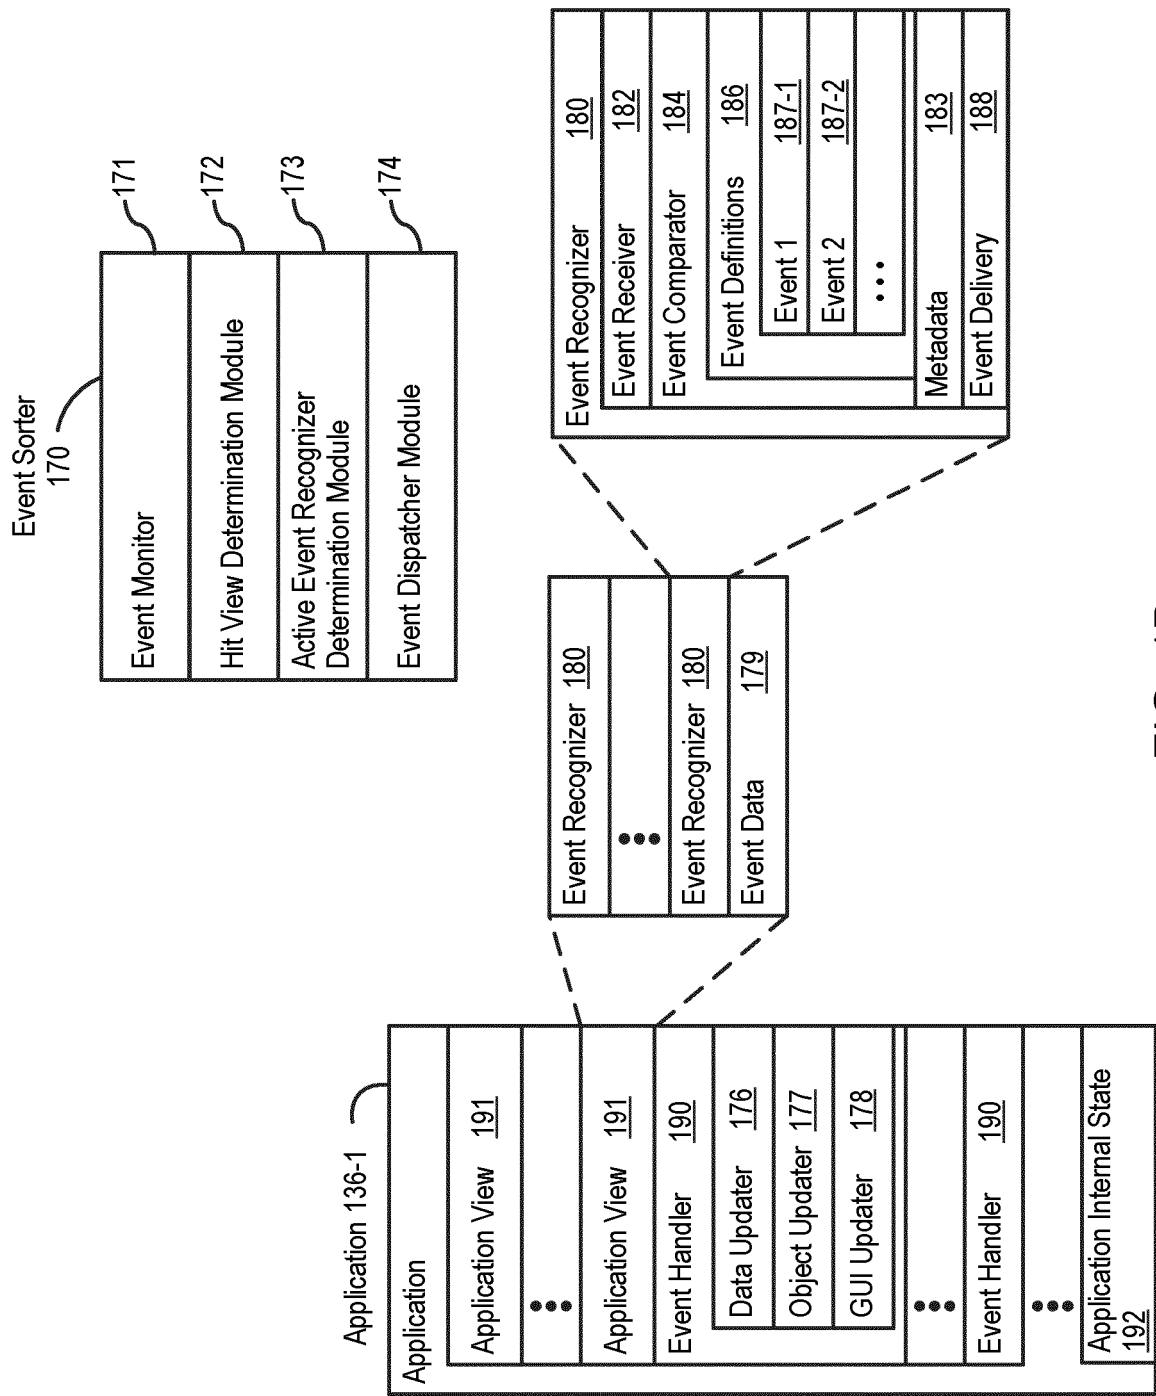 Event Sorter
170
Event Monitor
171
Hit View Determination Module
172
Active Event Recognizer
Determination Module
173
Event Dispatcher Module
174
Application 136-1
Application
Application View 191
Application View 191
Event Handler 190
Data Updater 176
Object Updater 177
GUI Updater 178
Event Handler 190
Application Internal State
192
Event Recognizer 180
Event Recognizer 180
Event Data 179
Event Recognizer 180
Event Receiver 182
Event Comparator 184
Event Definitions 186
Event 1 187-1
Event 2 187-2
Metadata 183
Event Delivery 188